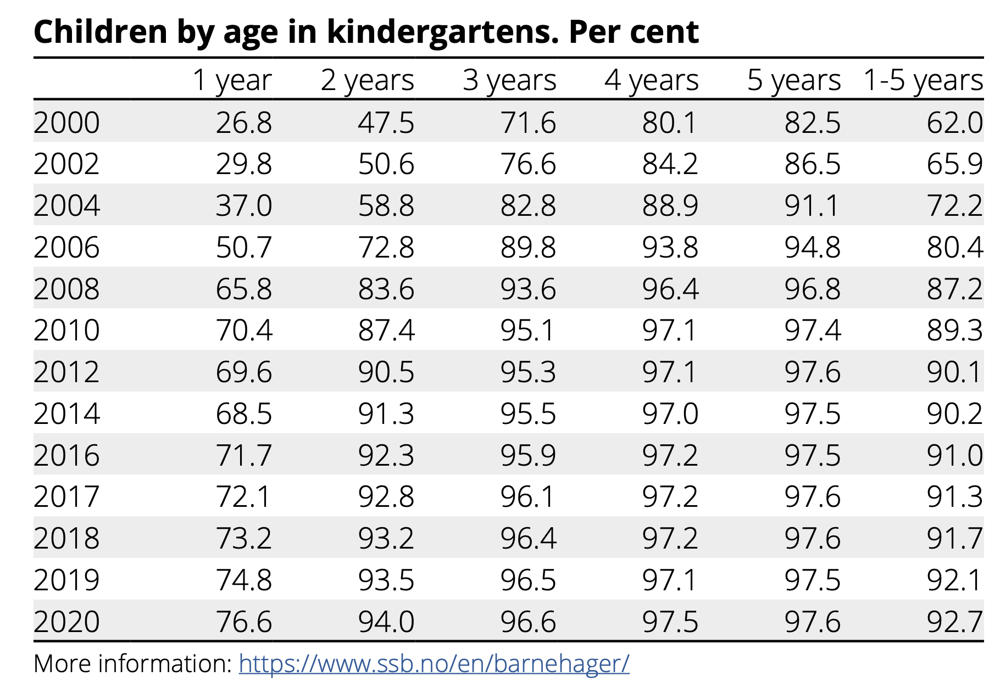 Children by age in kindergartens. Per cent
1 year 2 years 3 years 4 years 5 years 1-5 years
2000 26.8 47.5 71.6 80.1 82.5 62.0
2002 29.8 50.6 76.6 84.2 86.5 65.9
2004 37.0 58.8 82.8 88.9 91.1 72.2
2006 50.7 72.8 89.8 93.8 94.8 80.4
2008 65.8 83.6 93.6 96.4 96.8 87.2
2010 70.4 87.4 95.1 97.1 97.4 89.3
2012 69.6 90.5 95.3 97.1 97.6 90.1
2014 68.5 91.3 95.5 97.0 97.5 90.2
2016 71.7 92.3 95.9 97.2 97.5 91.0
2017 72.1 92.8 96.1 97.2 97.6 91.3
2018 73.2 93.2 96.4 97.2 97.6 91.7
2019 74.8 93.5 96.5 97.1 97.5 92.1
2020 76.6 94.0 96.6 97.5 97.6 92.7
More information: https://www.ssb.no/en/barnehager/